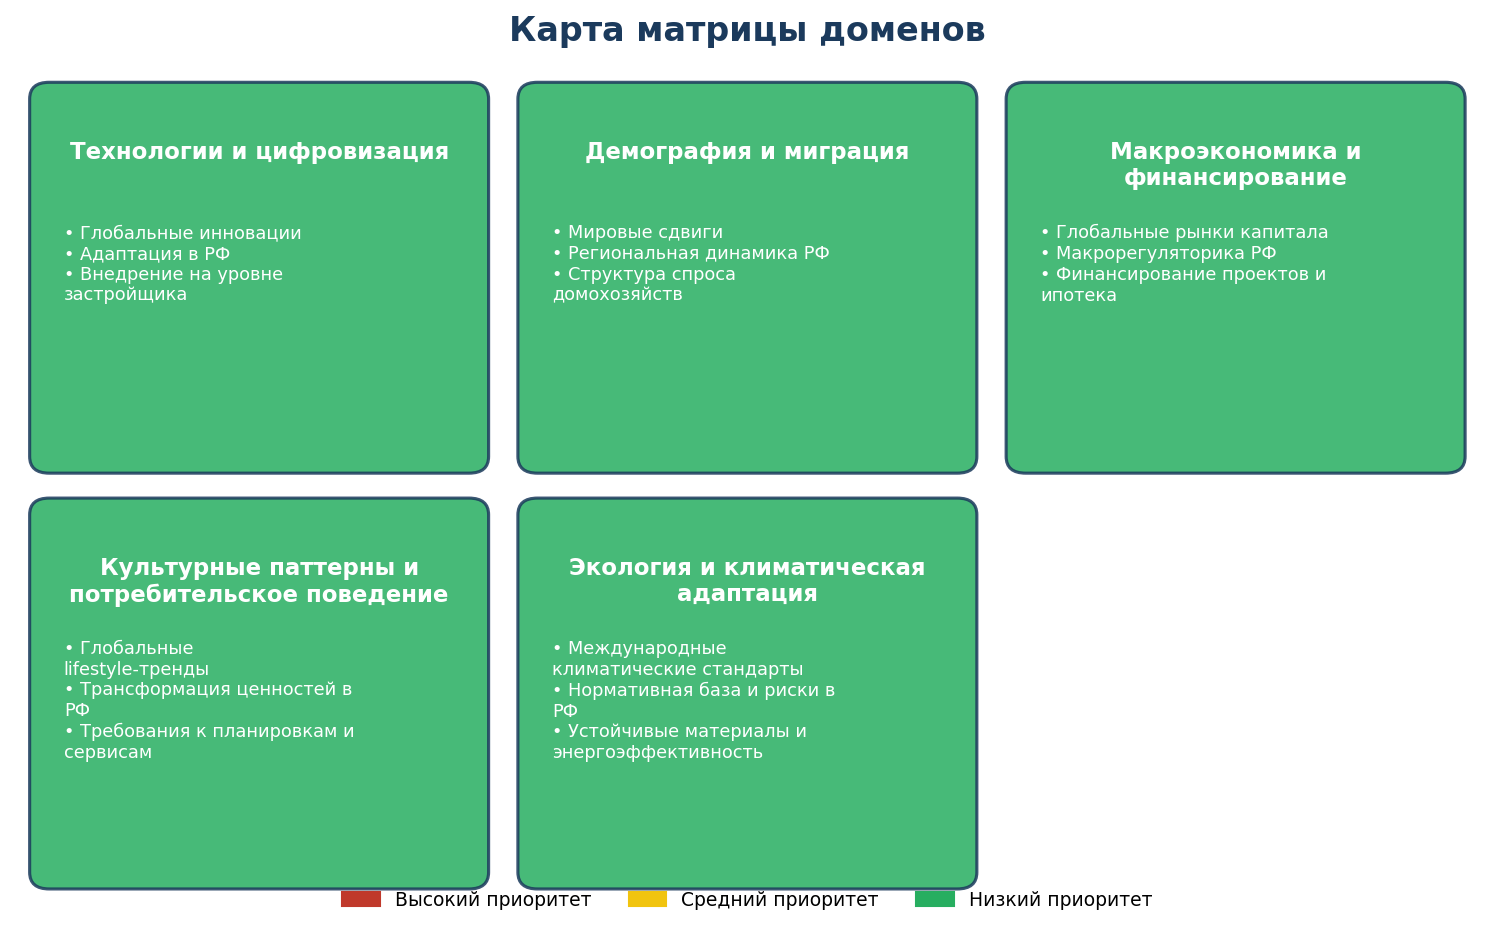 Карта матрицы доменов
Технологии и цифровизация
• Глобальные инновации
• Адаптация в РФ
• Внедрение на уровне
застройщика
Демография и миграция
• Мировые сдвиги
• Региональная динамика РФ
• Структура спроса
домохозяйств
Макроэкономика и
финансирование
• Глобальные рынки капитала
• Макрорегуляторика РФ
• Финансирование проектов и
ипотека
Культурные паттерны и
потребительское поведение
• Глобальные
lifestyle-тренды
• Трансформация ценностей в
РФ
• Требования к планировкам и
сервисам
Экология и климатическая
адаптация
• Международные
климатические стандарты
• Нормативная база и риски в
РФ
• Устойчивые материалы и
энергоэффективность
Высокий приоритет
Средний приоритет
Низкий приоритет